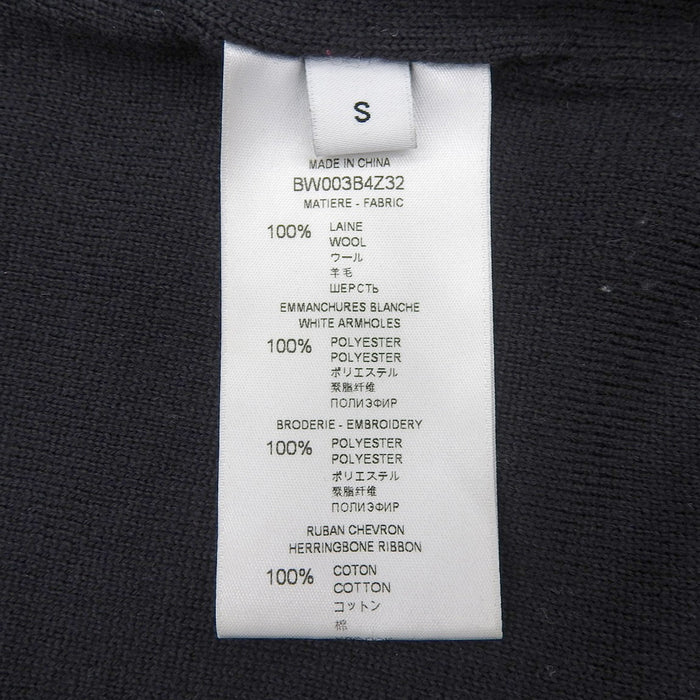 S
MADE IN CHINA
BW003B4Z32
MATIERE - FABRIC
100% LAINE
WOOL
ウール
羊毛
ШЕРСТЬ
EMMANCHURES BLANCHE
WHITE ARMHOLES
100% POLYESTER
POLYESTER
ポリエステル
聚脂纤维
ПОЛИЭФИР
BRODERIE - EMBROIDERY
100% POLYESTER
POLYESTER
ポリエステル
聚脂纤维
ПОЛИЭФИР
RUBAN CHEVRON
HERRINGBONE RIBBON
100% COTON
COTTON
コットン
棉